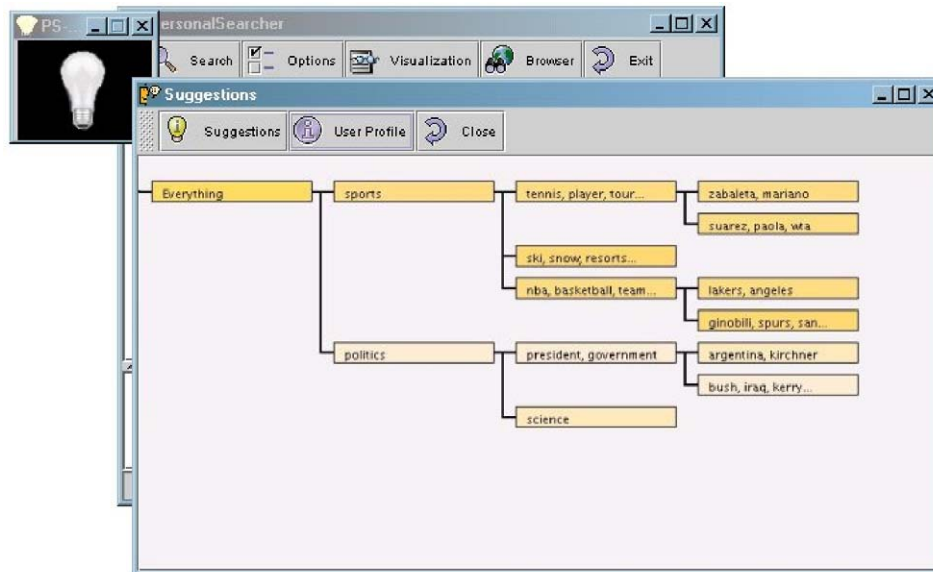 PS-...
ersonalSearcher
Search Options Visualization Browser Exit
Suggestions
Suggestions User Profile Close
Everything sports tennis, player, tour... zabaleta, mariano
suarez, paola, wta
ski, snow, resorts...
nba, basketball, team... lakers, angeles
ginobili, spurs, san...
politics president, government argentina, kirchner
bush, iraq, kerry...
science